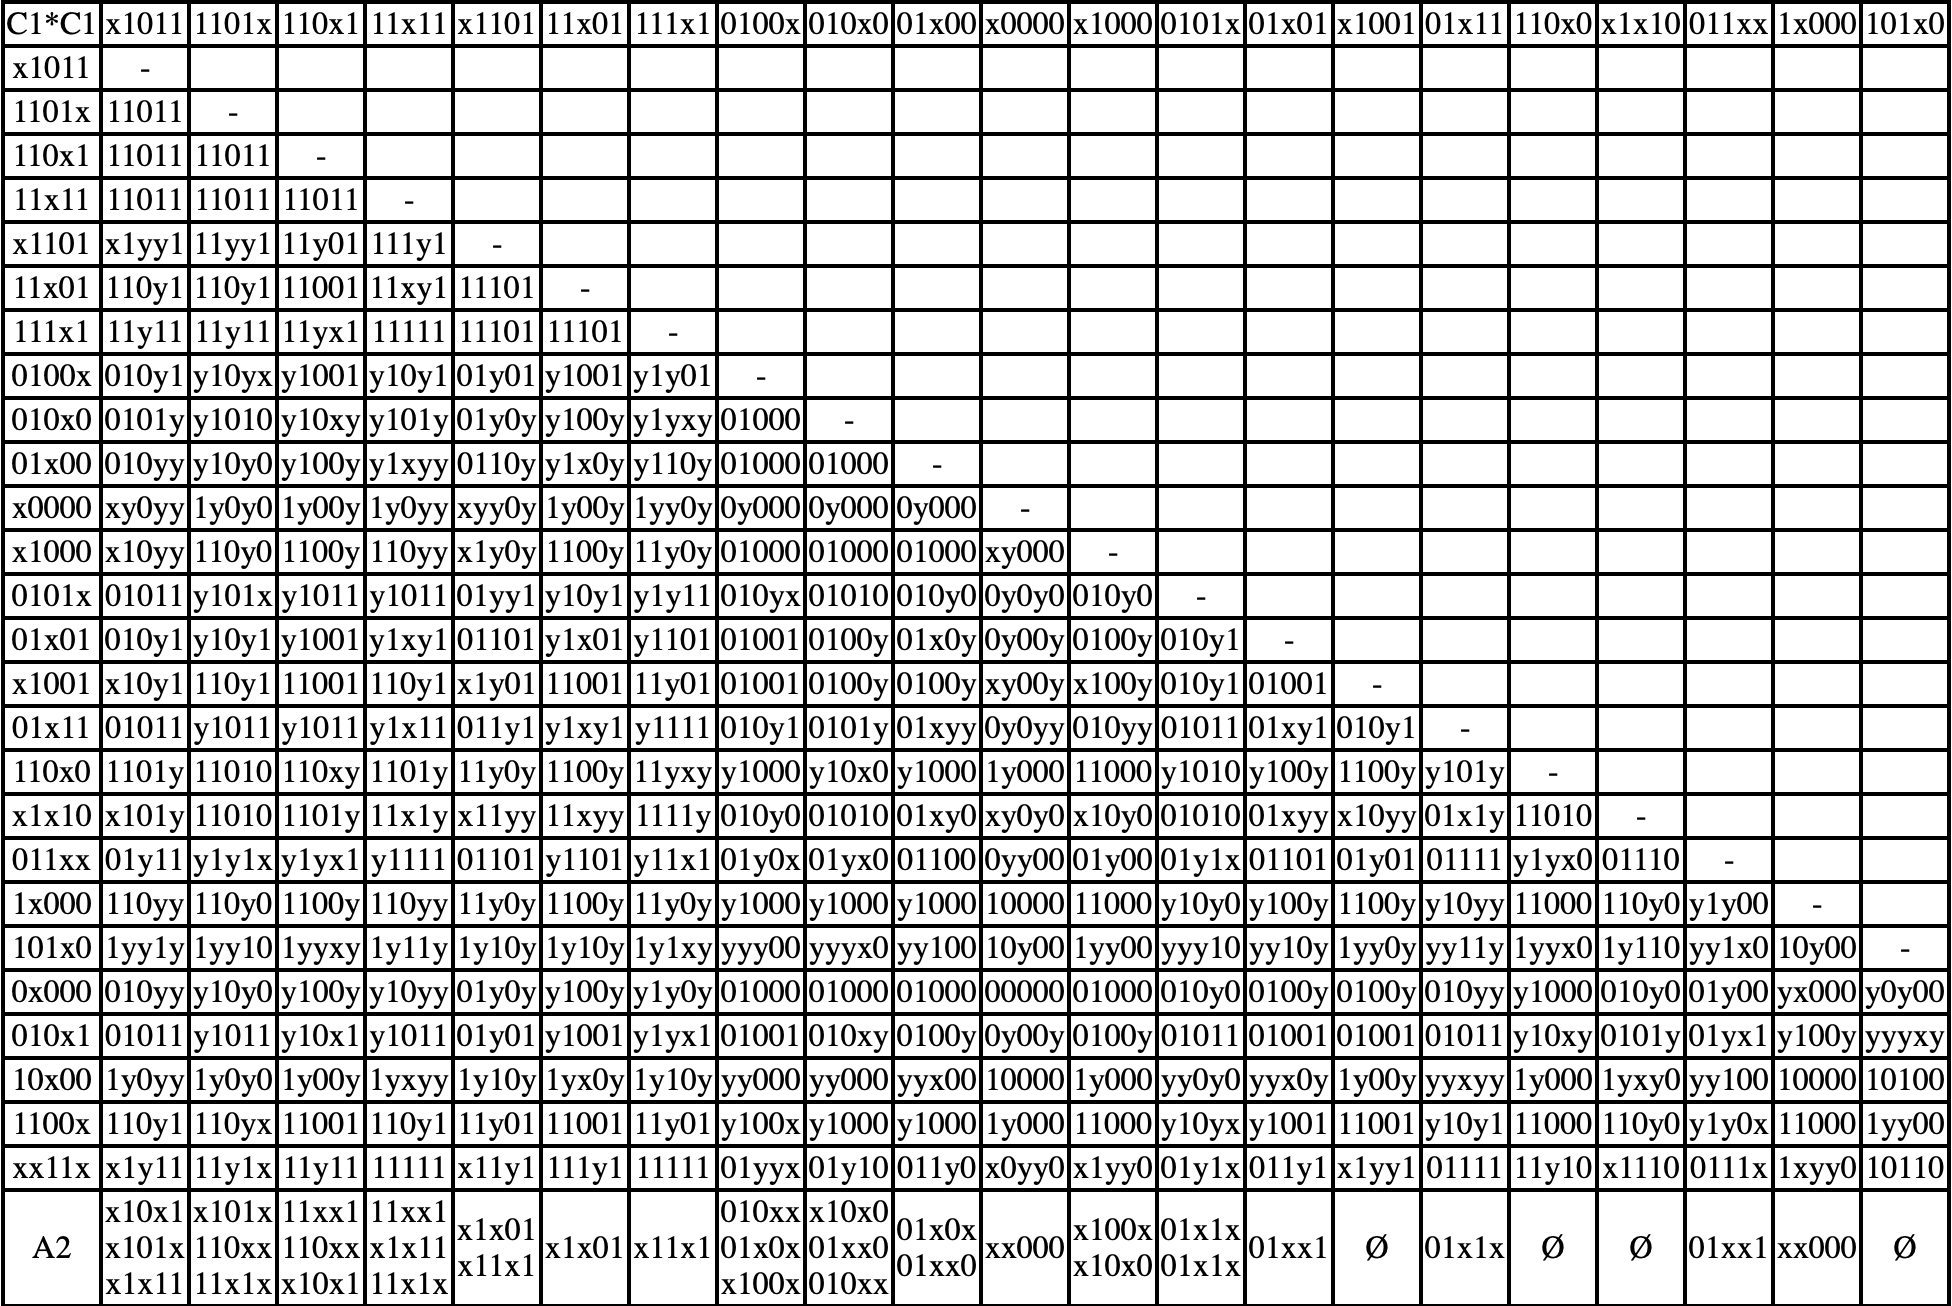 C1*C1 x1011 1101x 110x1 11x11 x1101 11x01 111x1 0100x 010x0 01x00 x0000 x1000 0101x 01x01 x1001 01x11 110x0 x1x10 011xx 1x000 101x0
x1011 -
1101x 11011 -
110x1 11011 11011 -
11x11 11011 11011 11011 -
x1101 x1yy1 11yy1 11y01 111y1 -
11x01 110y1 110y1 11001 11xy1 11101 -
111x1 11y11 11y11 11yx1 11111 11101 11101 -
0100x 010y1 y10yx y1001 y10y1 01y01 y1001 y1y01 -
010x0 0101y y1010 y10xy y101y 01y0y y100y y1yxy 01000 -
01x00 010yy y10y0 y100y y1xyy 0110y y1x0y y110y 01000 01000 -
x0000 xy0yy 1y0y0 1y00y 1y0yy xyy0y 1y00y 1yy0y 0y000 0y000 0y000 -
x1000 x10yy 110y0 1100y 110yy x1y0y 1100y 11y0y 01000 01000 01000 xy000 -
0101x 01011 y101x y1011 y1011 01yy1 y10y1 y1y11 010yx 01010 010y0 0y0y0 010y0 -
01x01 010y1 y10y1 y1001 y1xy1 01101 y1x01 y1101 01001 0100y 01x0y 0y00y 0100y 010y1 -
x1001 x10y1 110y1 11001 110y1 x1y01 11001 11y01 01001 0100y 0100y xy00y x100y 010y1 01001 -
01x11 01011 y1011 y1011 y1x11 011y1 y1xy1 y1111 010y1 0101y 01xyy 0y0yy 010yy 01011 01xy1 010y1 -
110x0 1101y 11010 110xy 1101y 11y0y 1100y 11yxy y1000 y10x0 y1000 1y000 11000 y1010 y100y 1100y y101y -
x1x10 x101y 11010 1101y 11x1y x11yy 11xyy 1111y 010y0 01010 01xy0 xy0y0 x10y0 01010 01xyy x10yy 01x1y 11010 -
011xx 01y11 y1y1x y1yx1 y1111 01101 y1101 y11x1 01y0x 01yx0 01100 0yy00 01y00 01y1x 01101 01y01 01111 y1yx0 01110 -
1x000 110yy 110y0 1100y 110yy 11y0y 1100y 11y0y y1000 y1000 y1000 10000 11000 y10y0 y100y 1100y y10yy 11000 110y0 y1y00 -
101x0 1yy1y 1yy10 1yyxy 1y11y 1y10y 1y10y 1y1xy yyy00 yyyx0 yy100 10y00 1yy00 yyy10 yy10y 1yy0y yy11y 1yyx0 1y110 yy1x0 10y00 -
0x000 010yy y10y0 y100y y10yy 01y0y y100y y1y0y 01000 01000 01000 00000 01000 010y0 0100y 0100y 010yy y1000 010y0 01y00 yx000 y0y00
010x1 01011 y1011 y10x1 y1011 01y01 y1001 y1yx1 01001 010xy 0100y 0y00y 0100y 01011 01001 01001 01011 y10xy 0101y 01yx1 y100y yyyxy
10x00 1y0yy 1y0y0 1y00y 1yxyy 1y10y 1yx0y 1y10y yy000 yy000 yyx00 10000 1y000 yy0y0 yyx0y 1y00y yyxyy 1y000 1yxy0 yy100 10000 10100
1100x 110y1 110yx 11001 110y1 11y01 11001 11y01 y100x y1000 y1000 1y000 11000 y10yx y1001 11001 y10y1 11000 110y0 y1y0x 11000 1yy00
xx11x x1y11 11y1x 11y11 11111 x11y1 111y1 11111 01yyx 01y10 011y0 x0yy0 x1yy0 01y1x 011y1 x1yy1 01111 11y10 x1110 0111x 1xyy0 10110
x10x1 x101x 11xx1 11xx1 010xx x10x0
x1x01 01x0x x100x 01x1x
A2 x101x 110xx 110xx x1x11 x1x01 x11x1 01x0x 01xx0 xx000 01xx1 Ø 01x1x Ø Ø 01xx1 xx000 Ø
x11x1 01xx0 x10x0 01x1x
x1x11 11x1x x10x1 11x1x x100x 010xx